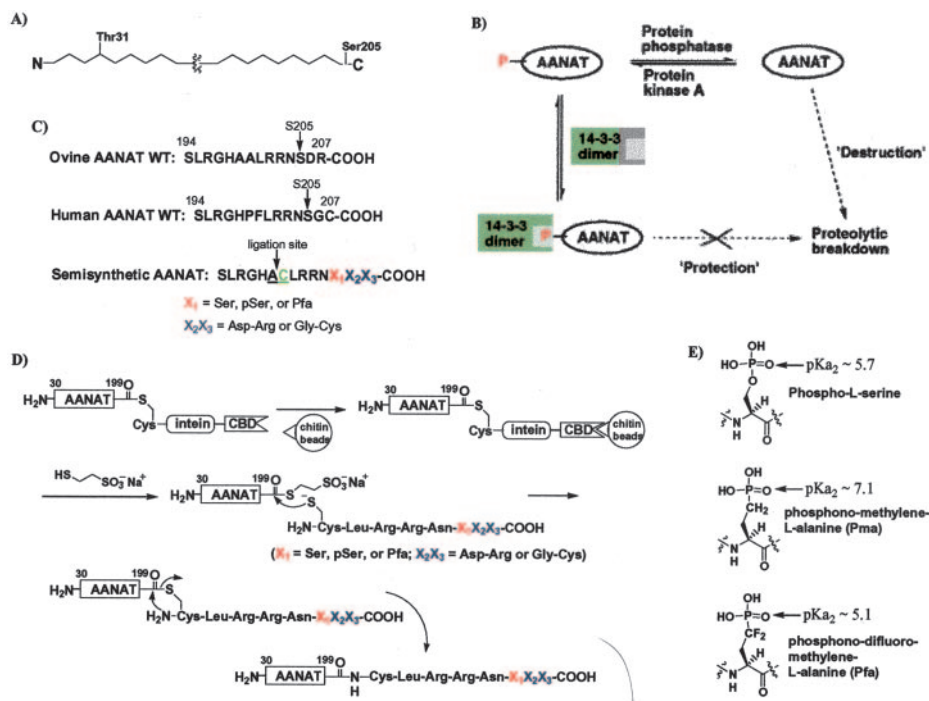 A)
Thr31
N
Ser205
C
B)
P
AANAT
Protein
phosphatase
Protein
kinase A
AANAT
14-3-3
dimer
'Destruction'
14-3-3
dimer
P
AANAT
'Protection'
Proteolytic
breakdown
C)
S205
194 207
Ovine AANAT WT: SLRGHAALRRNSDR-COOH
S205
194 207
Human AANAT WT: SLRGHPFLRRNSGC-COOH
ligation site
Semisynthetic AANAT: SLRGHACLRRNX1X2X3-COOH
X1 = Ser, pSer, or Pfa
X2X3 = Asp-Arg or Gly-Cys
D)
30 199 O
H2N AANAT S
Cys intein CBD
chitin
beads
30 199 O
H2N AANAT S
Cys intein CBD chitin
beads
HS SO3− Na+
30 199 O SO3− Na+
H2N AANAT S
S−
H2N Cys-Leu-Arg-Arg-Asn-X1X2X3-COOH
(X1 = Ser, pSer, or Pfa; X2X3 = Asp-Arg or Gly-Cys)
30 199 O
H2N AANAT S
H2N Cys-Leu-Arg-Arg-Asn-X1X2X3-COOH
30 199 O
H2N AANAT N Cys-Leu-Arg-Arg-Asn-X1X2X3-COOH
H
E)
OH
HO-P=O pKa2 ~ 5.7
O
Phospho-L-serine
H
N
H O
OH
HO-P=O pKa2 ~ 7.1
CH2
phosphono-methylene-
L-alanine (Pma)
H
N
H O
OH
HO-P=O pKa2 ~ 5.1
CF2
phosphono-difluoro-
methylene-
L-alanine (Pfa)
H
N
H O